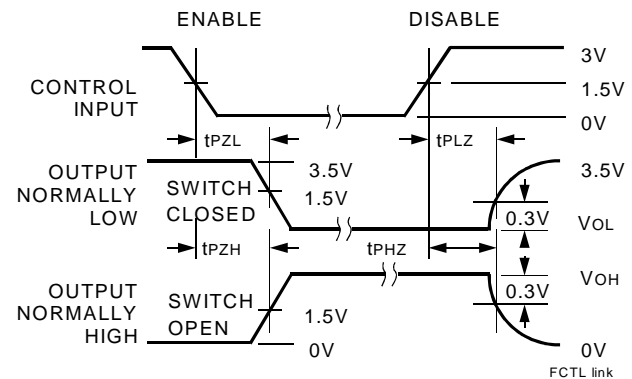 ENABLE DISABLE
3V
CONTROL
INPUT
1.5V
0V
tPZL tPLZ
3.5V 3.5V
OUTPUT
NORMALLY
LOW
SWITCH
CLOSED
1.5V
0.3V VOL
tPZH tPHZ
VOH
OUTPUT
NORMALLY
HIGH
SWITCH
OPEN
0.3V
1.5V
0V 0V
FCTL link